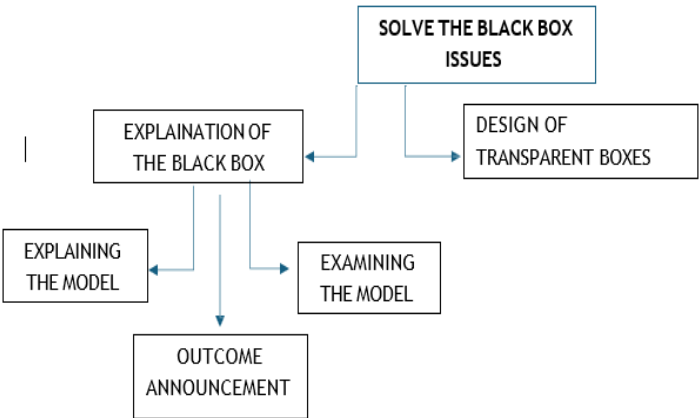 SOLVE THE BLACK BOX
ISSUES
EXPLAINATION OF
THE BLACK BOX
DESIGN OF
TRANSPARENT BOXES
EXPLAINING
THE MODEL
EXAMINING
THE MODEL
OUTCOME
ANNOUNCEMENT